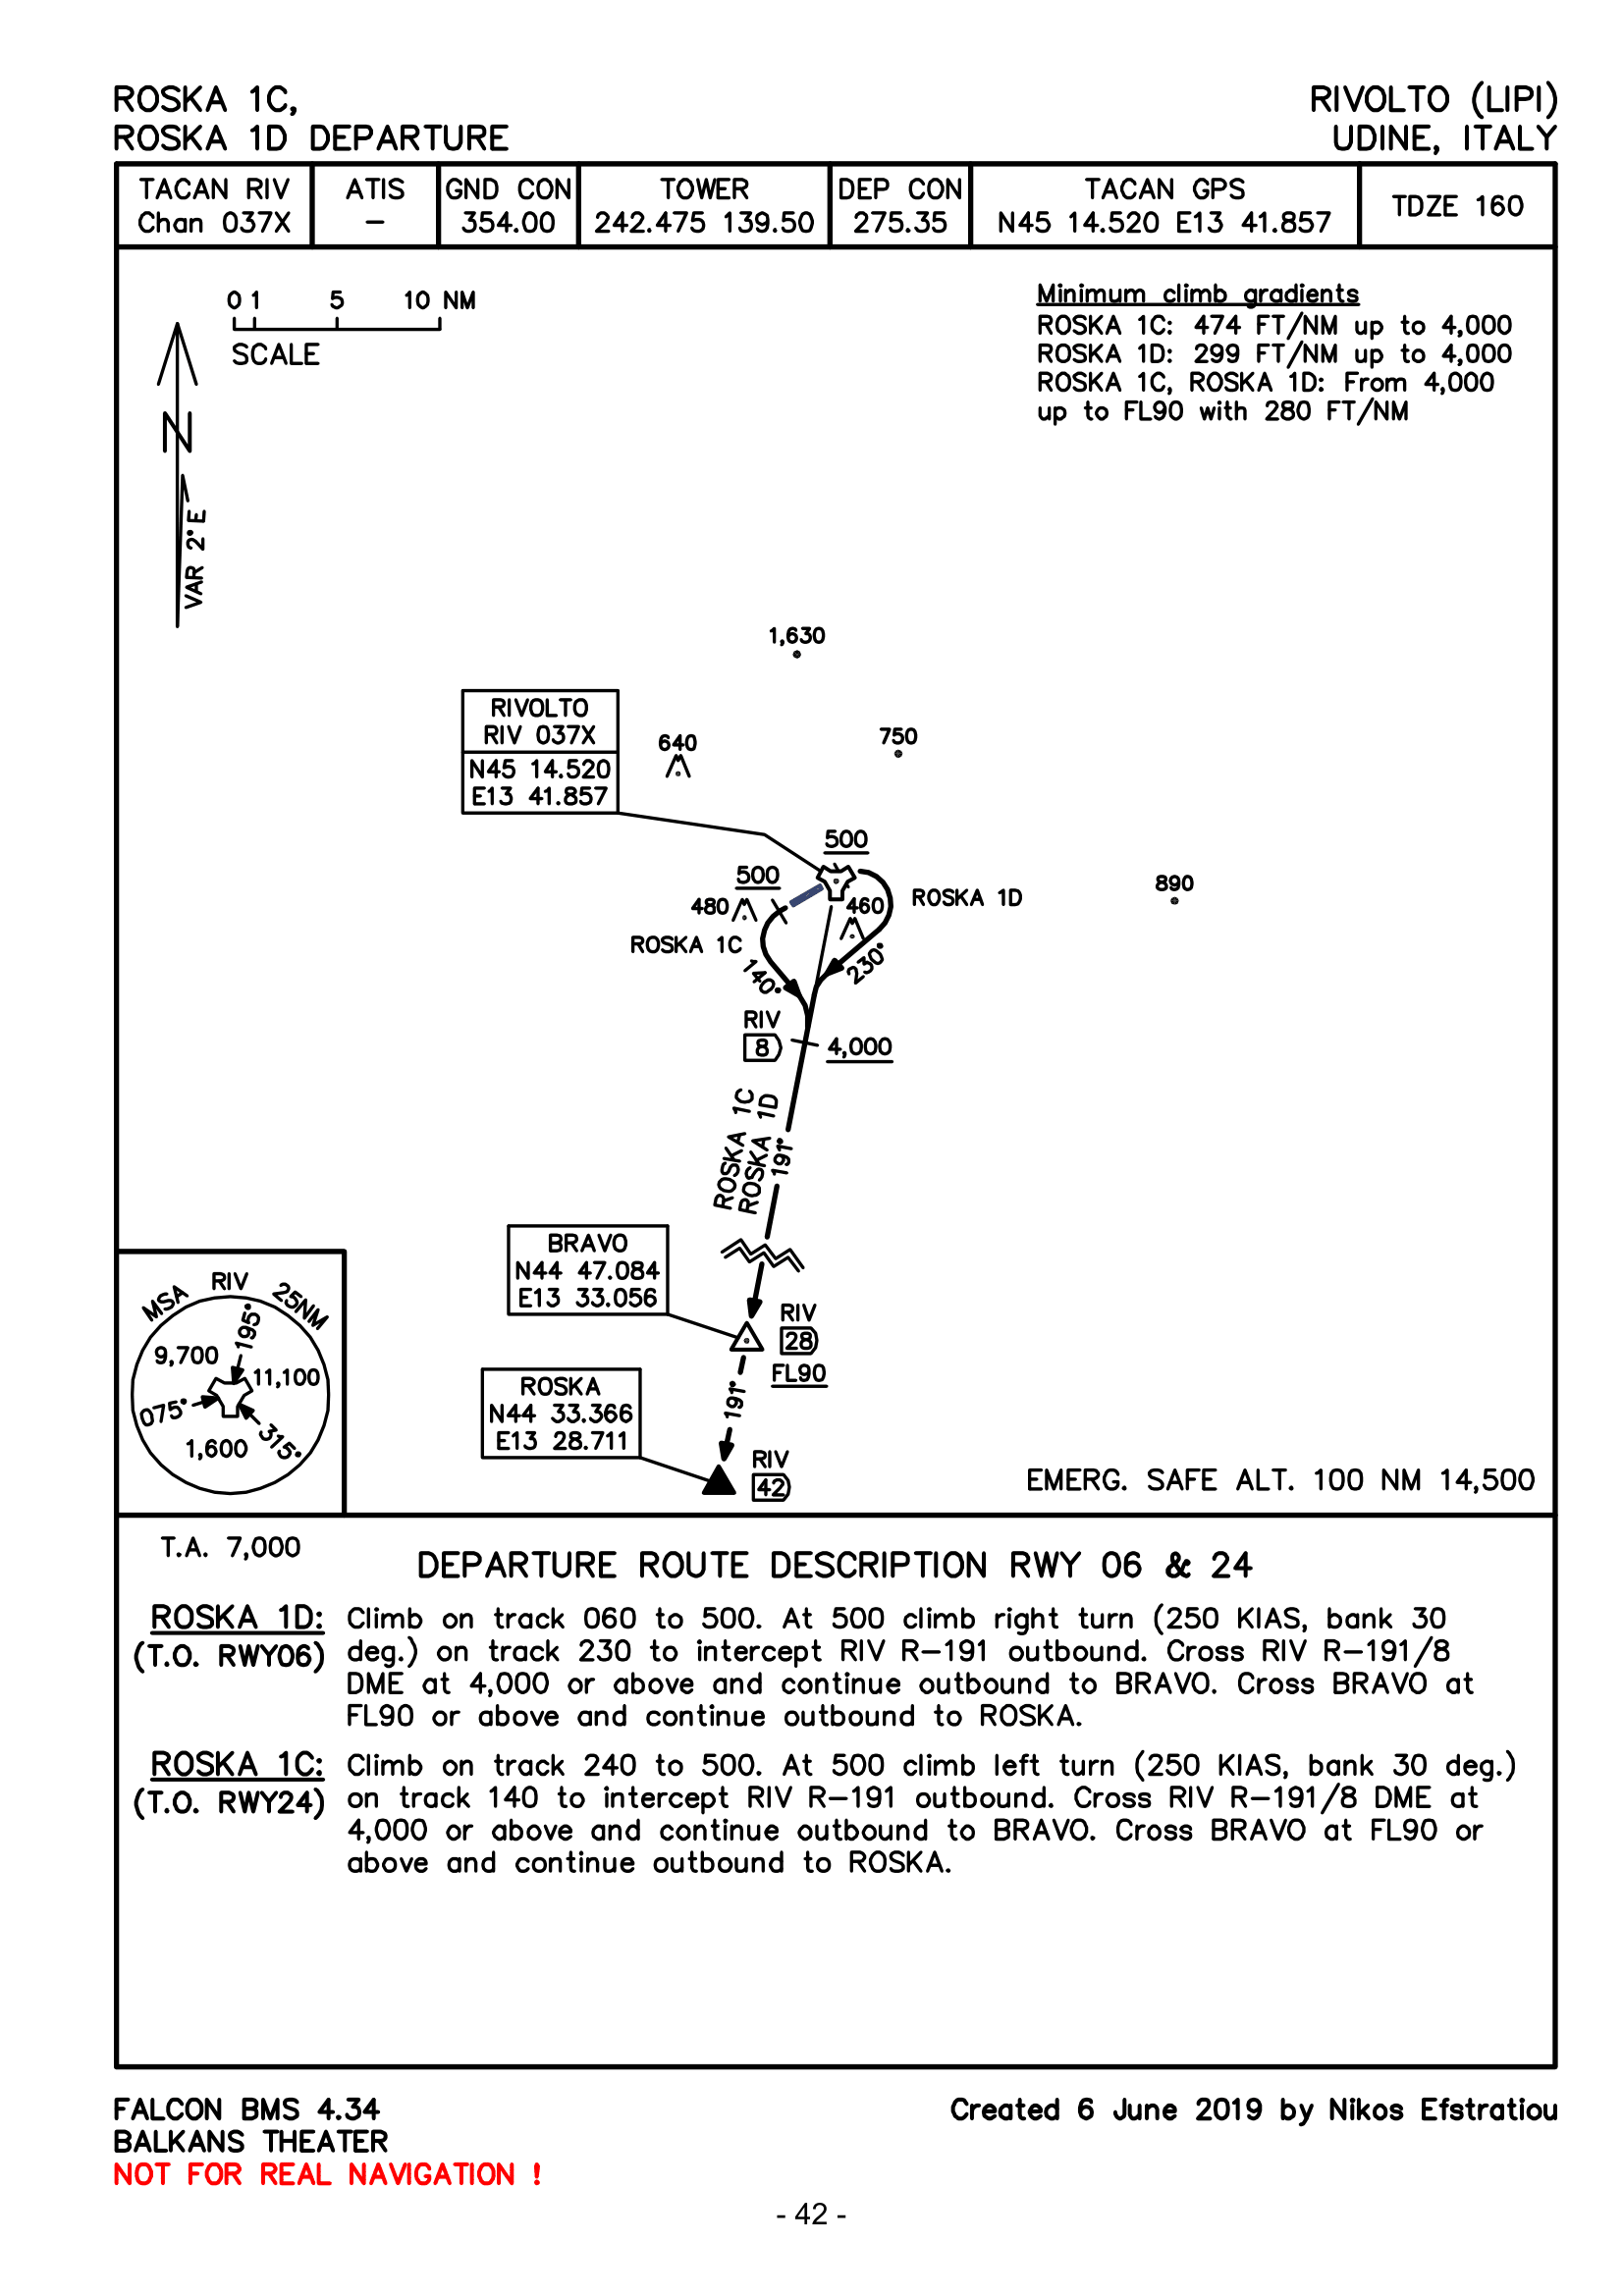 ROSKA 1C,
ROSKA 1D DEPARTURE
RIVOLTO (LIPI)
UDINE, ITALY
TACAN RIV
Chan 037X
ATIS
–
GND CON
354.00
TOWER
242.475 139.50
DEP CON
275.35
TACAN GPS
N45 14.520 E13 41.857
TDZE 160
0 1 5 10 NM
SCALE
N
VAR 2°E
Minimum climb gradients
ROSKA 1C: 474 FT/NM up to 4,000
ROSKA 1D: 299 FT/NM up to 4,000
ROSKA 1C, ROSKA 1D: From 4,000
up to FL90 with 280 FT/NM
1,630
RIVOLTO
RIV 037X
N45 14.520
E13 41.857
640
750
500
500
890
480
460
ROSKA 1D
ROSKA 1C
140°
230°
RIV
8
4,000
ROSKA 1C
ROSKA 1D
191°
BRAVO
N44 47.084
E13 33.056
RIV
28
FL90
191°
ROSKA
N44 33.366
E13 28.711
RIV
42
MSA RIV 25NM
195°
9,700
11,100
075°
1,600
315°
EMERG. SAFE ALT. 100 NM 14,500
T.A. 7,000
DEPARTURE ROUTE DESCRIPTION RWY 06 & 24
ROSKA 1D: Climb on track 060 to 500. At 500 climb right turn (250 KIAS, bank 30
(T.O. RWY06) deg.) on track 230 to intercept RIV R–191 outbound. Cross RIV R–191/8
DME at 4,000 or above and continue outbound to BRAVO. Cross BRAVO at
FL90 or above and continue outbound to ROSKA.
ROSKA 1C: Climb on track 240 to 500. At 500 climb left turn (250 KIAS, bank 30 deg.)
(T.O. RWY24) on track 140 to intercept RIV R–191 outbound. Cross RIV R–191/8 DME at
4,000 or above and continue outbound to BRAVO. Cross BRAVO at FL90 or
above and continue outbound to ROSKA.
FALCON BMS 4.34
BALKANS THEATER
NOT FOR REAL NAVIGATION !
Created 6 June 2019 by Nikos Efstratiou
- 42 -